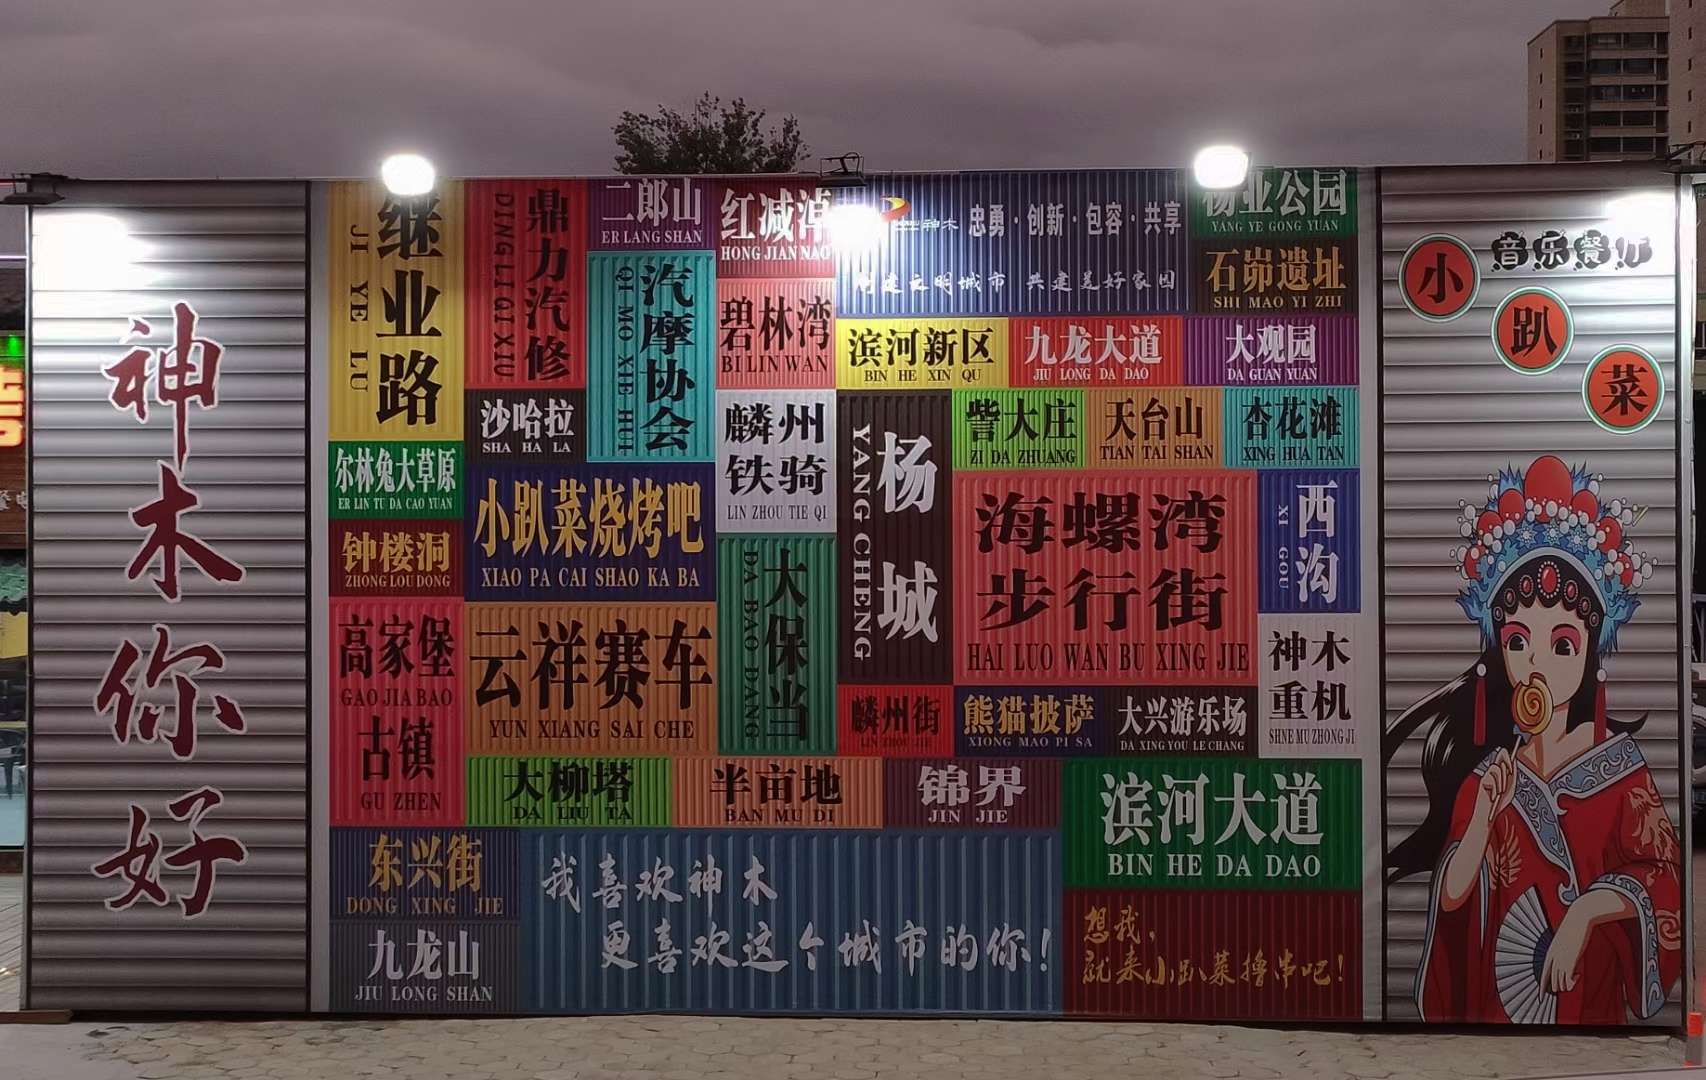 神木你好
继业路
JI YE LU
鼎力汽修
DING LI QI XIU
二郎山
ER LANG SHAN
红减淖
HONG JIAN NAO
神木
忠勇·创新·包容·共享
创建文明城市 共建美好家园
杨业公园
YANG YE GONG YUAN
石峁遗址
SHI MAO YI ZHI
汽摩协会
QI MO XIE HUI
碧林湾
BI LIN WAN
滨河新区
BIN HE XIN QU
九龙大道
JIU LONG DA DAO
大观园
DA GUAN YUAN
沙哈拉
SHA HA LA
麟州
铁骑
LIN ZHOU TIE QI
杨城
YANG CHENG
訾大庄
ZI DA ZHUANG
天台山
TIAN TAI SHAN
杏花滩
XING HUA TAN
尔林兔大草原
ER LIN TU DA CAO YUAN
小趴菜烧烤吧
XIAO PA CAI SHAO KA BA
海螺湾
步行街
HAI LUO WAN BU XING JIE
西沟
XI GOU
钟楼洞
ZHONG LOU DONG
大保当
DA BAO DANG
高家堡
GAO JIA BAO
古镇
GU ZHEN
云祥赛车
YUN XIANG SAI CHE
神木
重机
SHNE MU ZHONG JI
麟州街
LIN ZHOU JIE
熊猫披萨
XIONG MAO PI SA
大兴游乐场
DA XING YOU LE CHANG
大柳塔
DA LIU TA
半亩地
BAN MU DI
锦界
JIN JIE
滨河大道
BIN HE DA DAO
东兴街
DONG XING JIE
九龙山
JIU LONG SHAN
我喜欢神木
更喜欢这个城市的你!
想我,
就来小趴菜撸串吧!
音乐餐吧
小趴菜